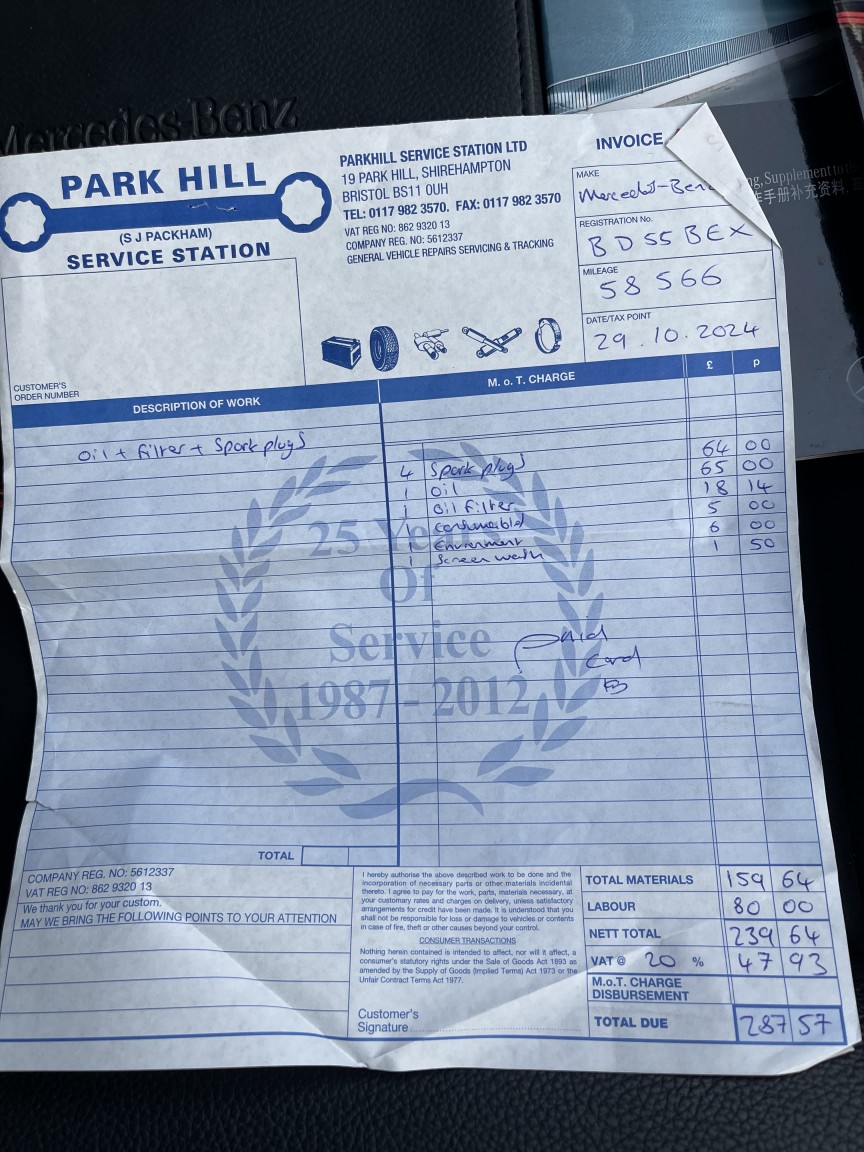 Mercedes-Benz
PARK HILL
(S J PACKHAM)
SERVICE STATION
PARKHILL SERVICE STATION LTD
19 PARK HILL, SHIREHAMPTON
BRISTOL BS11 0UH
TEL: 0117 982 3570. FAX: 0117 982 3570
VAT REG NO: 862 9320 13
COMPANY REG. NO: 5612337
GENERAL VEHICLE REPAIRS SERVICING & TRACKING
INVOICE
MAKE
Mercedes-Benz
REGISTRATION No.
BD55 BEX
MILEAGE
58566
DATE/TAX POINT
29.10.2024
Supplement to
作手册补充资料,
CUSTOMER'S
ORDER NUMBER
DESCRIPTION OF WORK
M. o. T. CHARGE £ p
Oil + Filter + Spark plugs
4 Spark plugs 64 00
1 Oil 65 00
1 Oil Filter 18 14
1 Consumables 5 00
1 Enviroment 6 00
1 Screen wash 1 50
25 Years
Of
Service
1987 - 2012
Paid
Card
TOTAL
COMPANY REG. NO: 5612337
VAT REG NO: 862 9320 13
We thank you for your custom.
MAY WE BRING THE FOLLOWING POINTS TO YOUR ATTENTION
I hereby authorise the above described work to be done and the
incorporation of necessary parts or other materials incidental
thereto. I agree to pay for the work, parts, materials necessary, at
your customary rates and charges on delivery, unless satisfactory
arrangements for credit have been made. It is understood that you
shall not be responsible for loss or damage to vehicles or contents
in case of fire, theft or other causes beyond your control.
CONSUMER TRANSACTIONS
Nothing herein contained is intended to affect, nor will it affect, a
consumer's statutory rights under the Sale of Goods Act 1893 as
amended by the Supply of Goods (Implied Terms) Act 1973 or the
Unfair Contract Terms Act 1977.
Customer's
Signature
TOTAL MATERIALS 159 64
LABOUR 80 00
NETT TOTAL 239 64
VAT @ 20 % 47 93
M.o.T. CHARGE
DISBURSEMENT
TOTAL DUE 287 57